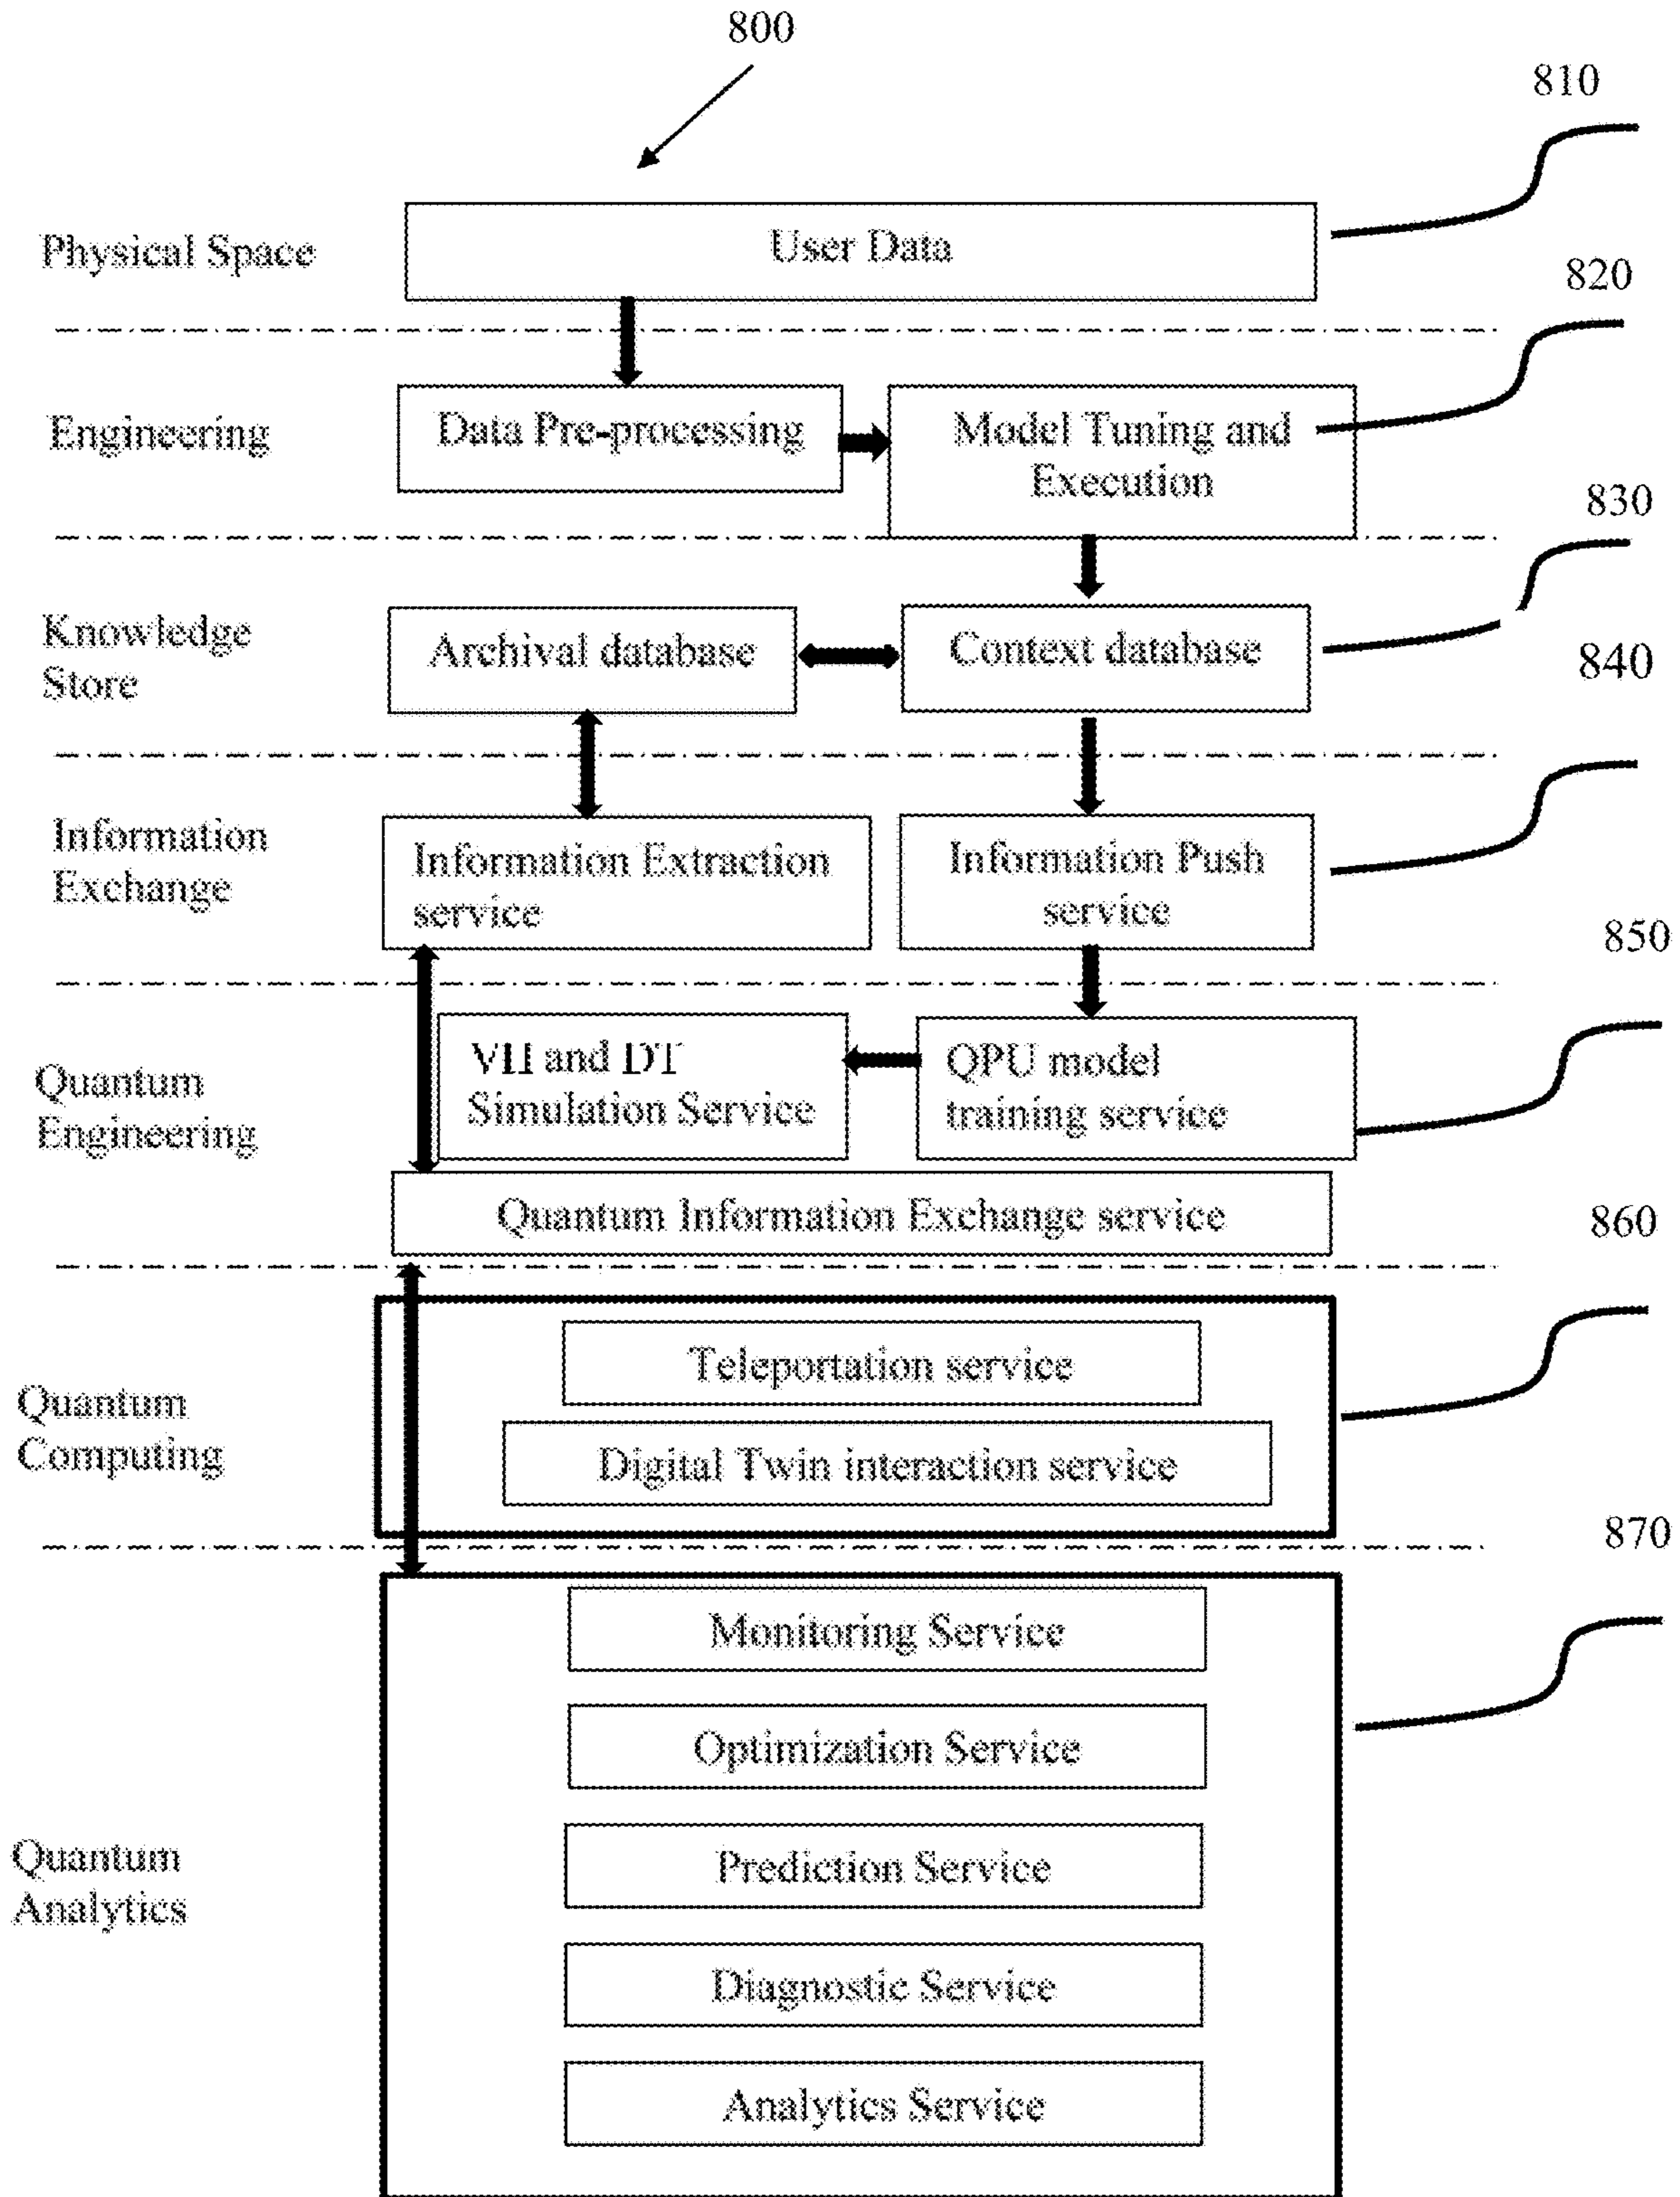 800
810
Physical Space
User Data
820
Engineering
Data Pre-processing
Model Tuning and
Execution
830
Knowledge
Store
Archival database
Context database
840
Information
Exchange
Information Extraction
service
Information Push
service
850
Quantum
Engineering
VH and DT
Simulation Service
QPU model
training service
Quantum Information Exchange service
860
Quantum
Computing
Teleportation service
Digital Twin interaction service
870
Quantum
Analytics
Monitoring Service
Optimization Service
Prediction Service
Diagnostic Service
Analytics Service